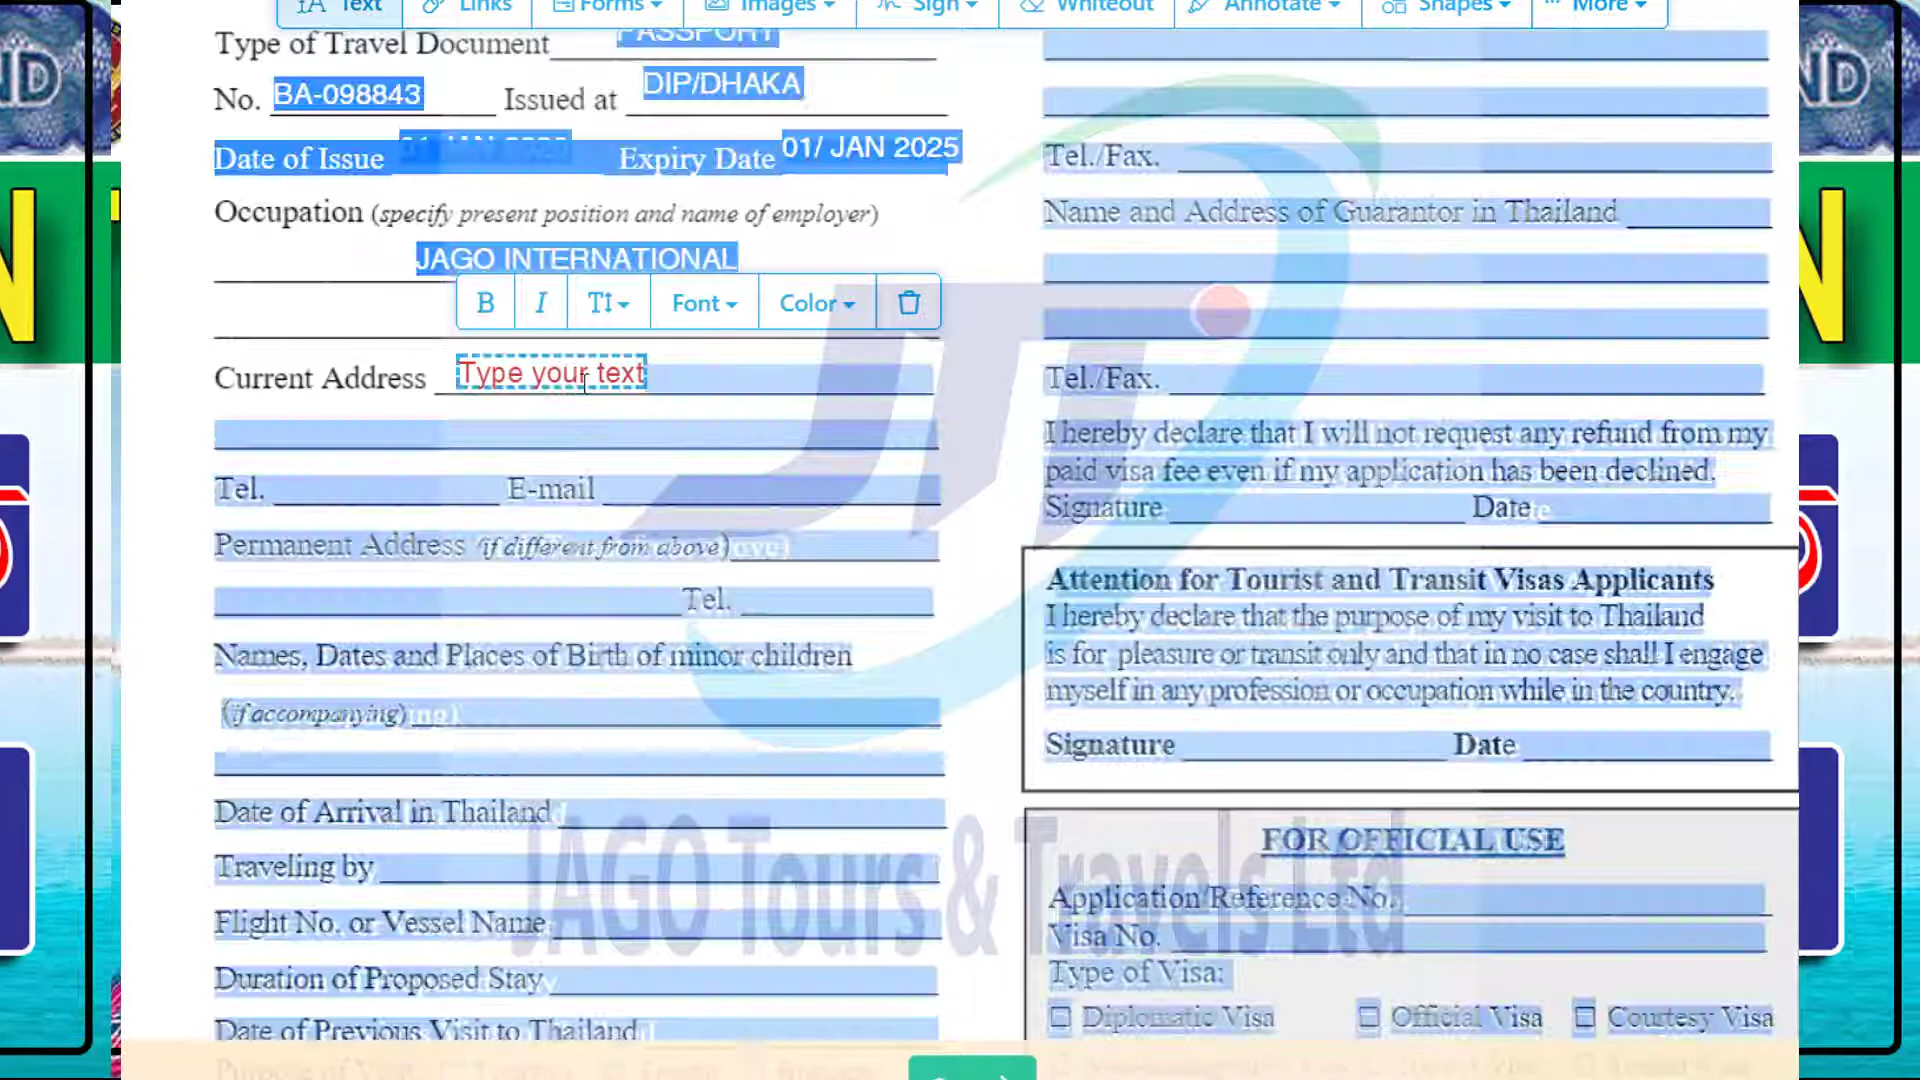 Text Links Forms Images Sign Whiteout Annotate Shapes More
Type of Travel Document PASSPORT
No. BA-098843 Issued at DIP/DHAKA
Date of Issue Expiry Date 01/ JAN 2025
Occupation (specify present position and name of employer)
JAGO INTERNATIONAL
B I Font Color
Current Address Type your text
Tel. E-mail
Permanent Address (if different from above)
Tel.
Names, Dates and Places of Birth of minor children
(if accompanying)
Date of Arrival in Thailand
Traveling by
Flight No. or Vessel Name
Duration of Proposed Stay
Date of Previous Visit to Thailand
Tel./Fax.
Name and Address of Guarantor in Thailand
Tel./Fax.
I hereby declare that I will not request any refund from my
paid visa fee even if my application has been declined.
Signature Date
Attention for Tourist and Transit Visas Applicants
I hereby declare that the purpose of my visit to Thailand
is for pleasure or transit only and that in no case shall I engage
myself in any profession or occupation while in the country.
Signature Date
FOR OFFICIAL USE
Application/Reference No.
Visa No.
Type of Visa:
Diplomatic Visa Official Visa Courtesy Visa
JTI
JAGO Tours & Travels Ltd